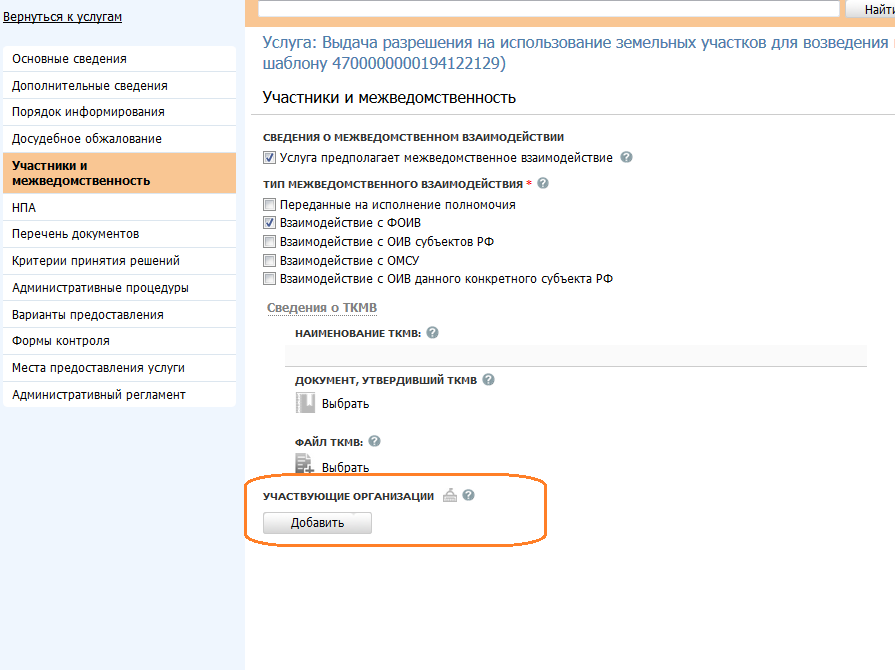 Вернуться к услугам
Найти
Основные сведения
Дополнительные сведения
Порядок информирования
Досудебное обжалование
Участники и
межведомственность
НПА
Перечень документов
Критерии принятия решений
Административные процедуры
Варианты предоставления
Формы контроля
Места предоставления услуги
Административный регламент
Услуга: Выдача разрешения на использование земельных участков для возведения
шаблону 4700000000194122129)
Участники и межведомственность
СВЕДЕНИЯ О МЕЖВЕДОМСТВЕННОМ ВЗАИМОДЕЙСТВИИ
Услуга предполагает межведомственное взаимодействие ?
ТИП МЕЖВЕДОМСТВЕННОГО ВЗАИМОДЕЙСТВИЯ * ?
Переданные на исполнение полномочия
Взаимодействие с ФОИВ
Взаимодействие с ОИВ субъектов РФ
Взаимодействие с ОМСУ
Взаимодействие с ОИВ данного конкретного субъекта РФ
Сведения о ТКМВ
НАИМЕНОВАНИЕ ТКМВ: ?
ДОКУМЕНТ, УТВЕРДИВШИЙ ТКМВ ?
Выбрать
ФАЙЛ ТКМВ: ?
Выбрать
УЧАСТВУЮЩИЕ ОРГАНИЗАЦИИ ?
Добавить